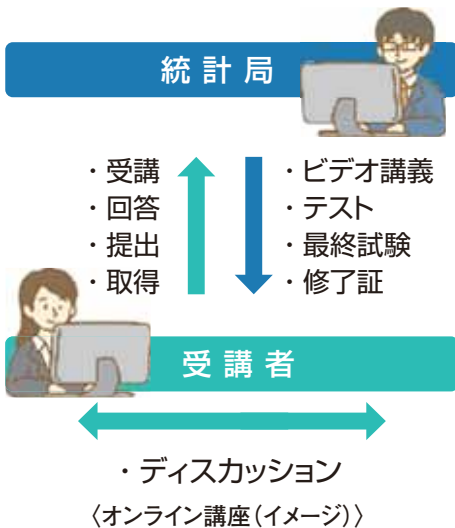 統計局
・受講
・回答
・提出
・取得
・ビデオ講義
・テスト
・最終試験
・修了証
受講者
・ディスカッション
〈オンライン講座(イメージ)〉